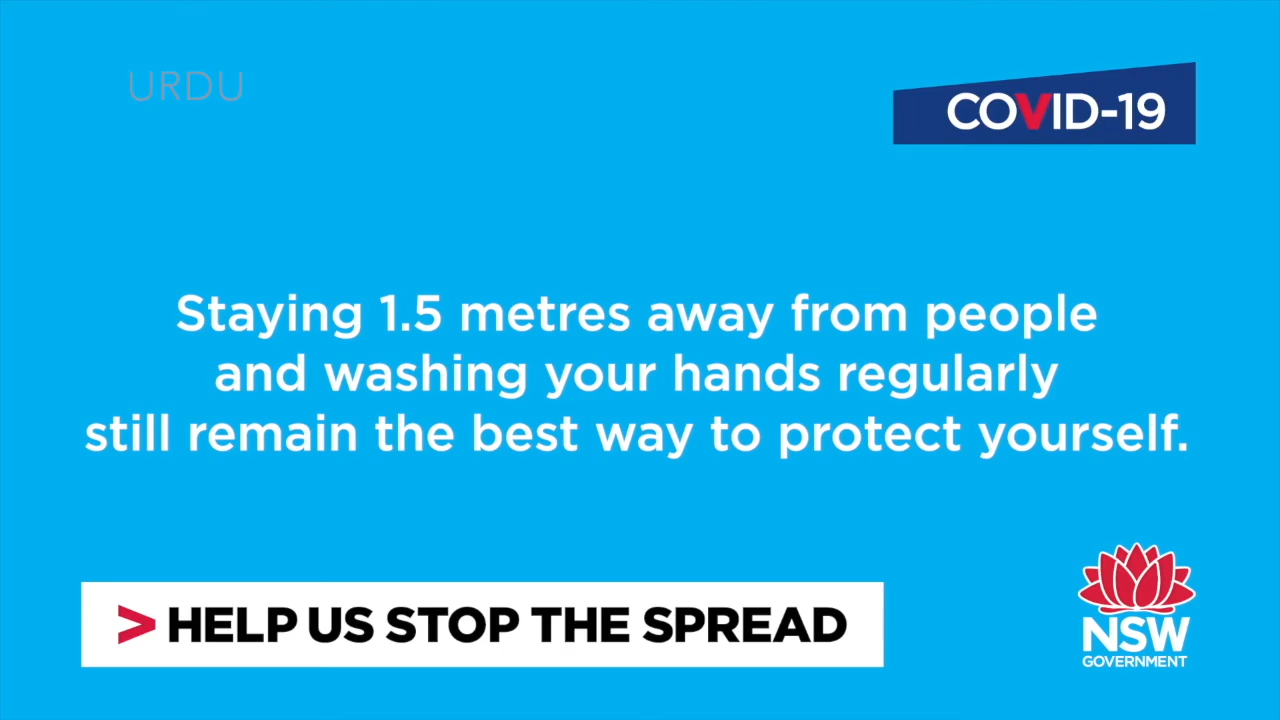 URDU
COVID-19
Staying 1.5 metres away from people
and washing your hands regularly
still remain the best way to protect yourself.
> HELP US STOP THE SPREAD
NSW
GOVERNMENT